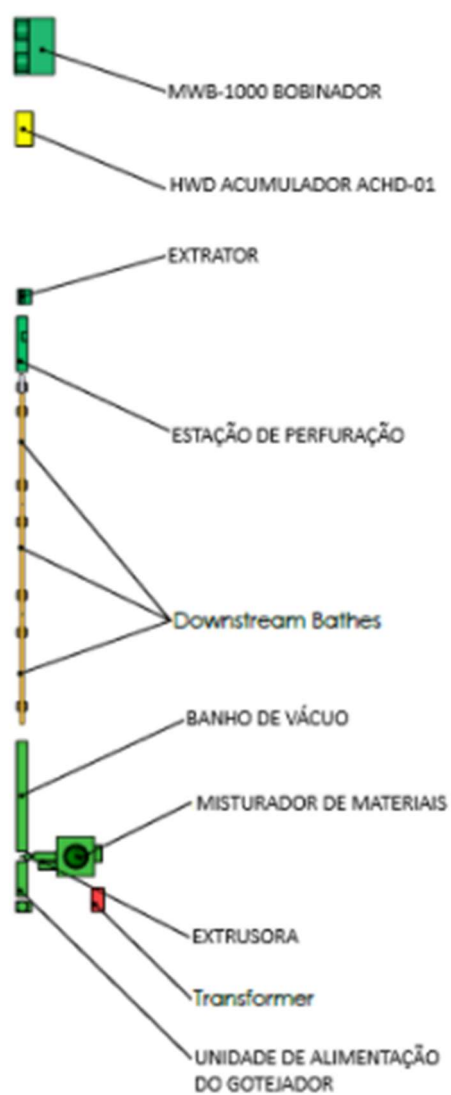 MWB-1000 BOBINADOR
HWD ACUMULADOR ACHD-01
EXTRATOR
ESTAÇÃO DE PERFURAÇÃO
Downstream Bathes
BANHO DE VÁCUO
MISTURADOR DE MATERIAIS
EXTRUSORA
Transformer
UNIDADE DE ALIMENTAÇÃO
DO GOTEJADOR